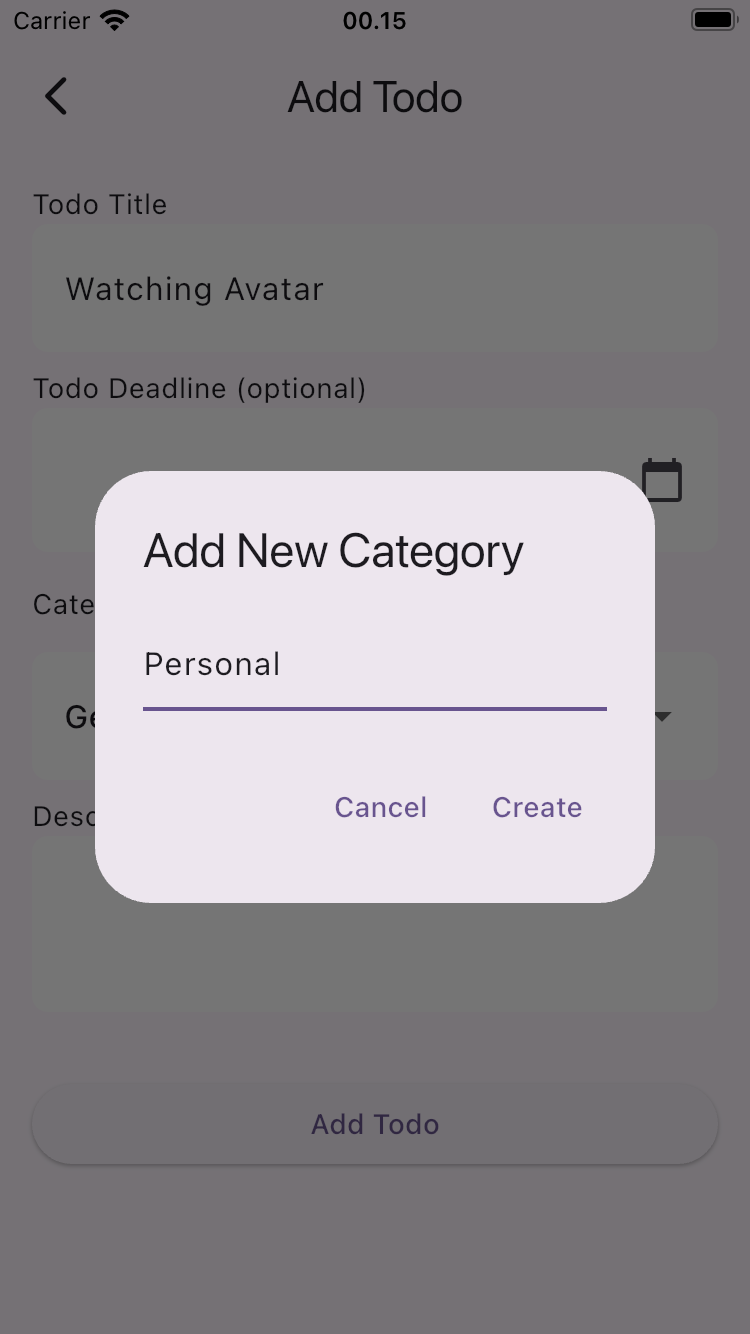 Carrier 00.15
Add Todo
Todo Title
Watching Avatar
Todo Deadline (optional)
Add New Category
Cate
Personal
Ge
Cancel Create
Desc
Add Todo